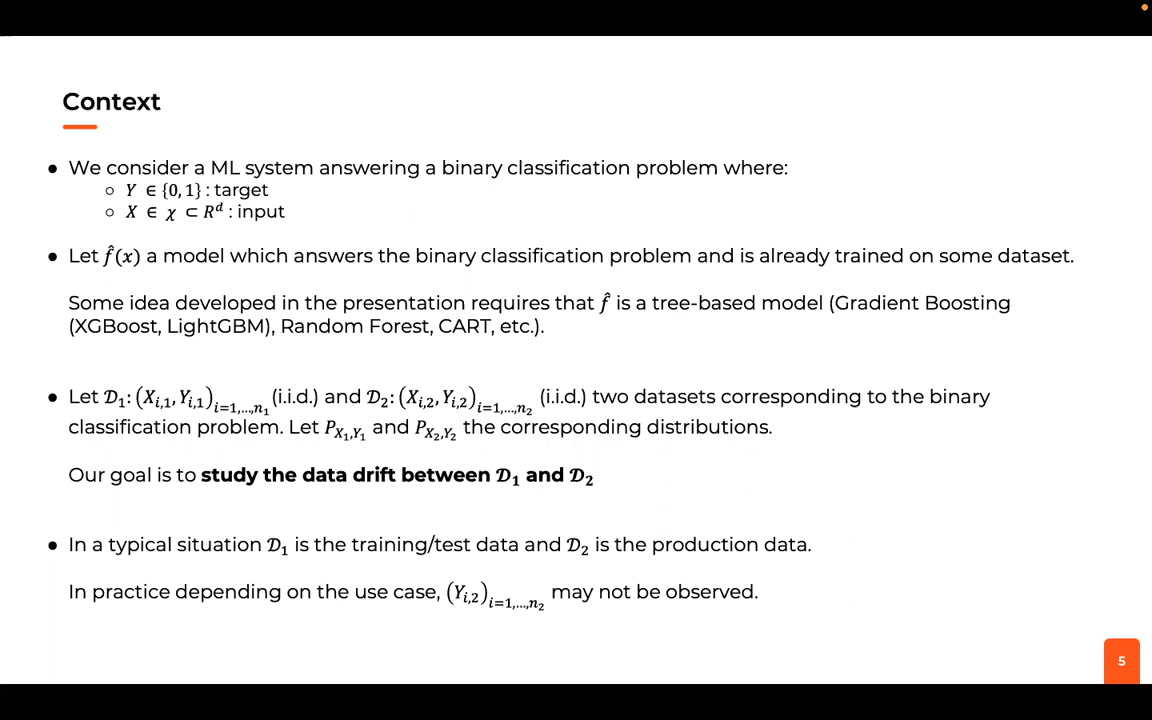 Context
● We consider a ML system answering a binary classification problem where:
○ Y ∈ {0, 1} : target
○ X ∈ χ ⊂ R^d : input
● Let f̂(x) a model which answers the binary classification problem and is already trained on some dataset.
Some idea developed in the presentation requires that f̂ is a tree-based model (Gradient Boosting
(XGBoost, LightGBM), Random Forest, CART, etc.).
● Let 𝒟₁: (X_{i,1}, Y_{i,1})_{i=1,…,n₁} (i.i.d.) and 𝒟₂: (X_{i,2}, Y_{i,2})_{i=1,…,n₂} (i.i.d.) two datasets corresponding to the binary
classification problem. Let P_{X₁,Y₁} and P_{X₂,Y₂} the corresponding distributions.
Our goal is to study the data drift between 𝒟₁ and 𝒟₂
● In a typical situation 𝒟₁ is the training/test data and 𝒟₂ is the production data.
In practice depending on the use case, (Y_{i,2})_{i=1,…,n₂} may not be observed.
5